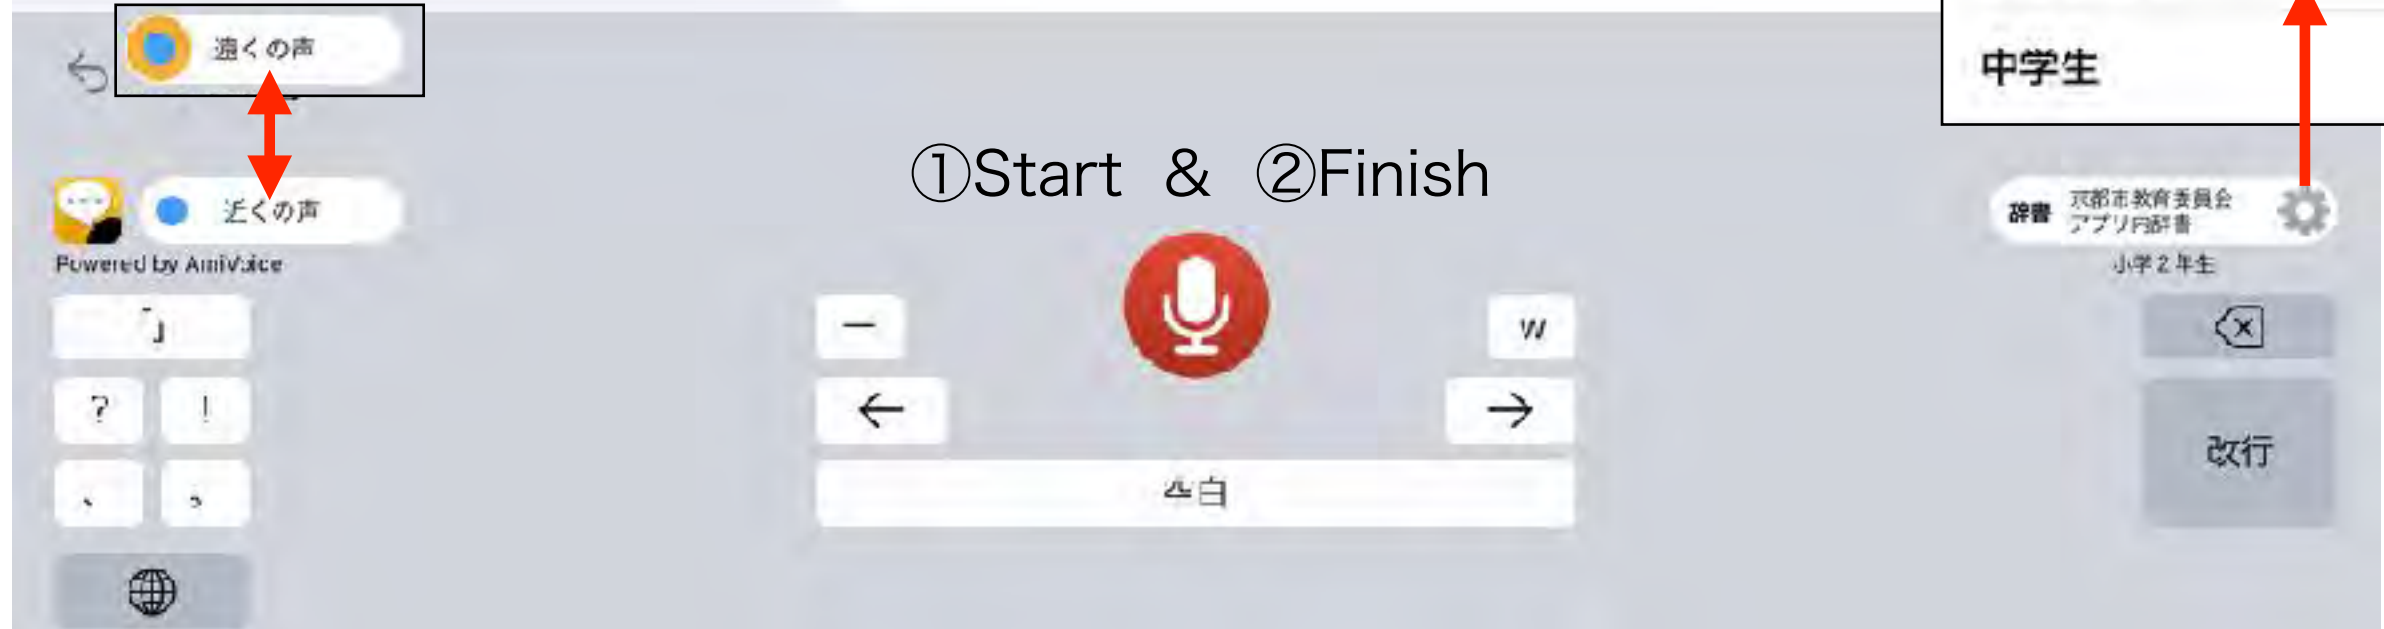 遠くの声
中学生
①Start & ②Finish
近くの声
辞書
京都市教育委員会
アプリ内辞書
Powered by AmiVoice
小学2年生
「」
ー
w
?
!
←
→
改行
、
。
空白